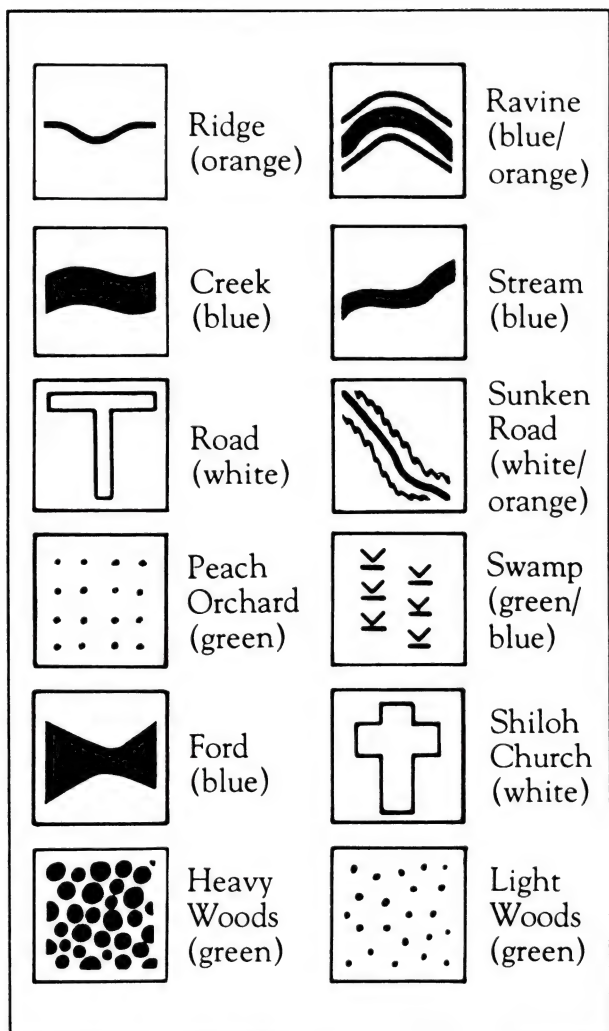 Ridge
(orange)
Ravine
(blue/
orange)
Creek
(blue)
Stream
(blue)
Road
(white)
Sunken
Road
(white/
orange)
Peach
Orchard
(green)
Swamp
(green/
blue)
Ford
(blue)
Shiloh
Church
(white)
Heavy
Woods
(green)
Light
Woods
(green)